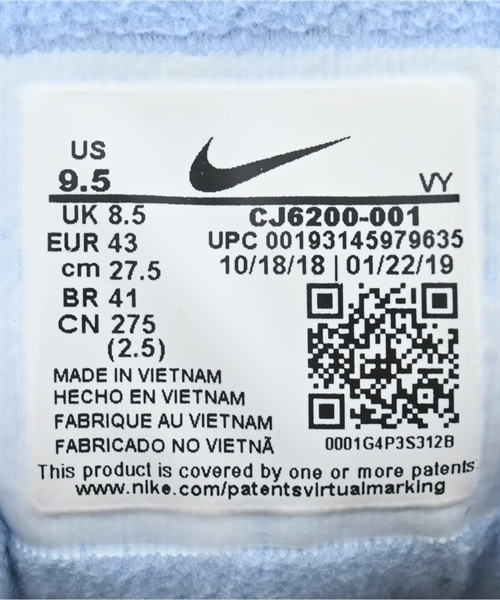 US
9.5
VY
UK 8.5
CJ6200-001
EUR 43
UPC 00193145979635
cm 27.5
10/18/18 | 01/22/19
BR 41
CN 275
(2.5)
MADE IN VIETNAM
HECHO EN VIETNAM
FABRIQUE AU VIETNAM
FABRICADO NO VIETNÃ
0001G4P3S312B
This product is covered by one or more patents:
www.nike.com/patentsvirtualmarking